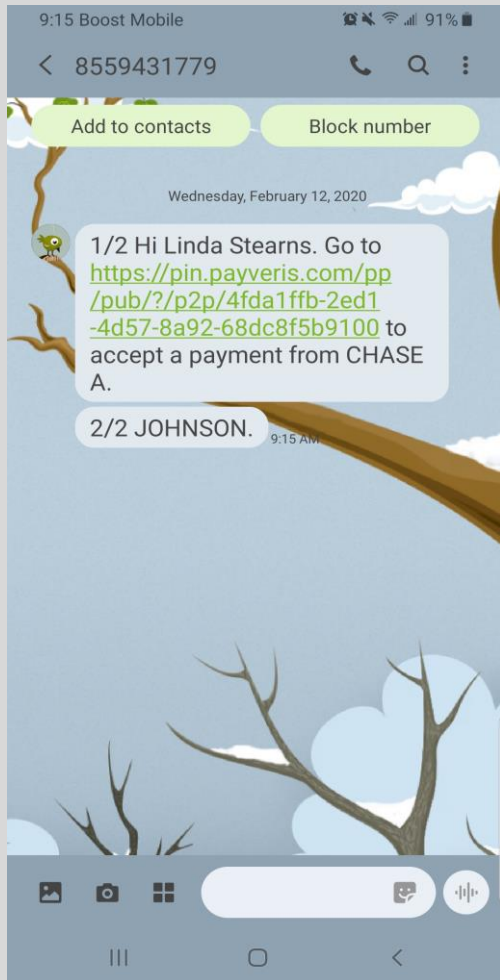 9:15 Boost Mobile 91%
8559431779
Add to contacts Block number
Wednesday, February 12, 2020
1/2 Hi Linda Stearns. Go to
https://pin.payveris.com/pp
/pub/?/p2p/4fda1ffb-2ed1
-4d57-8a92-68dc8f5b9100 to
accept a payment from CHASE
A.
2/2 JOHNSON. 9:15 AM